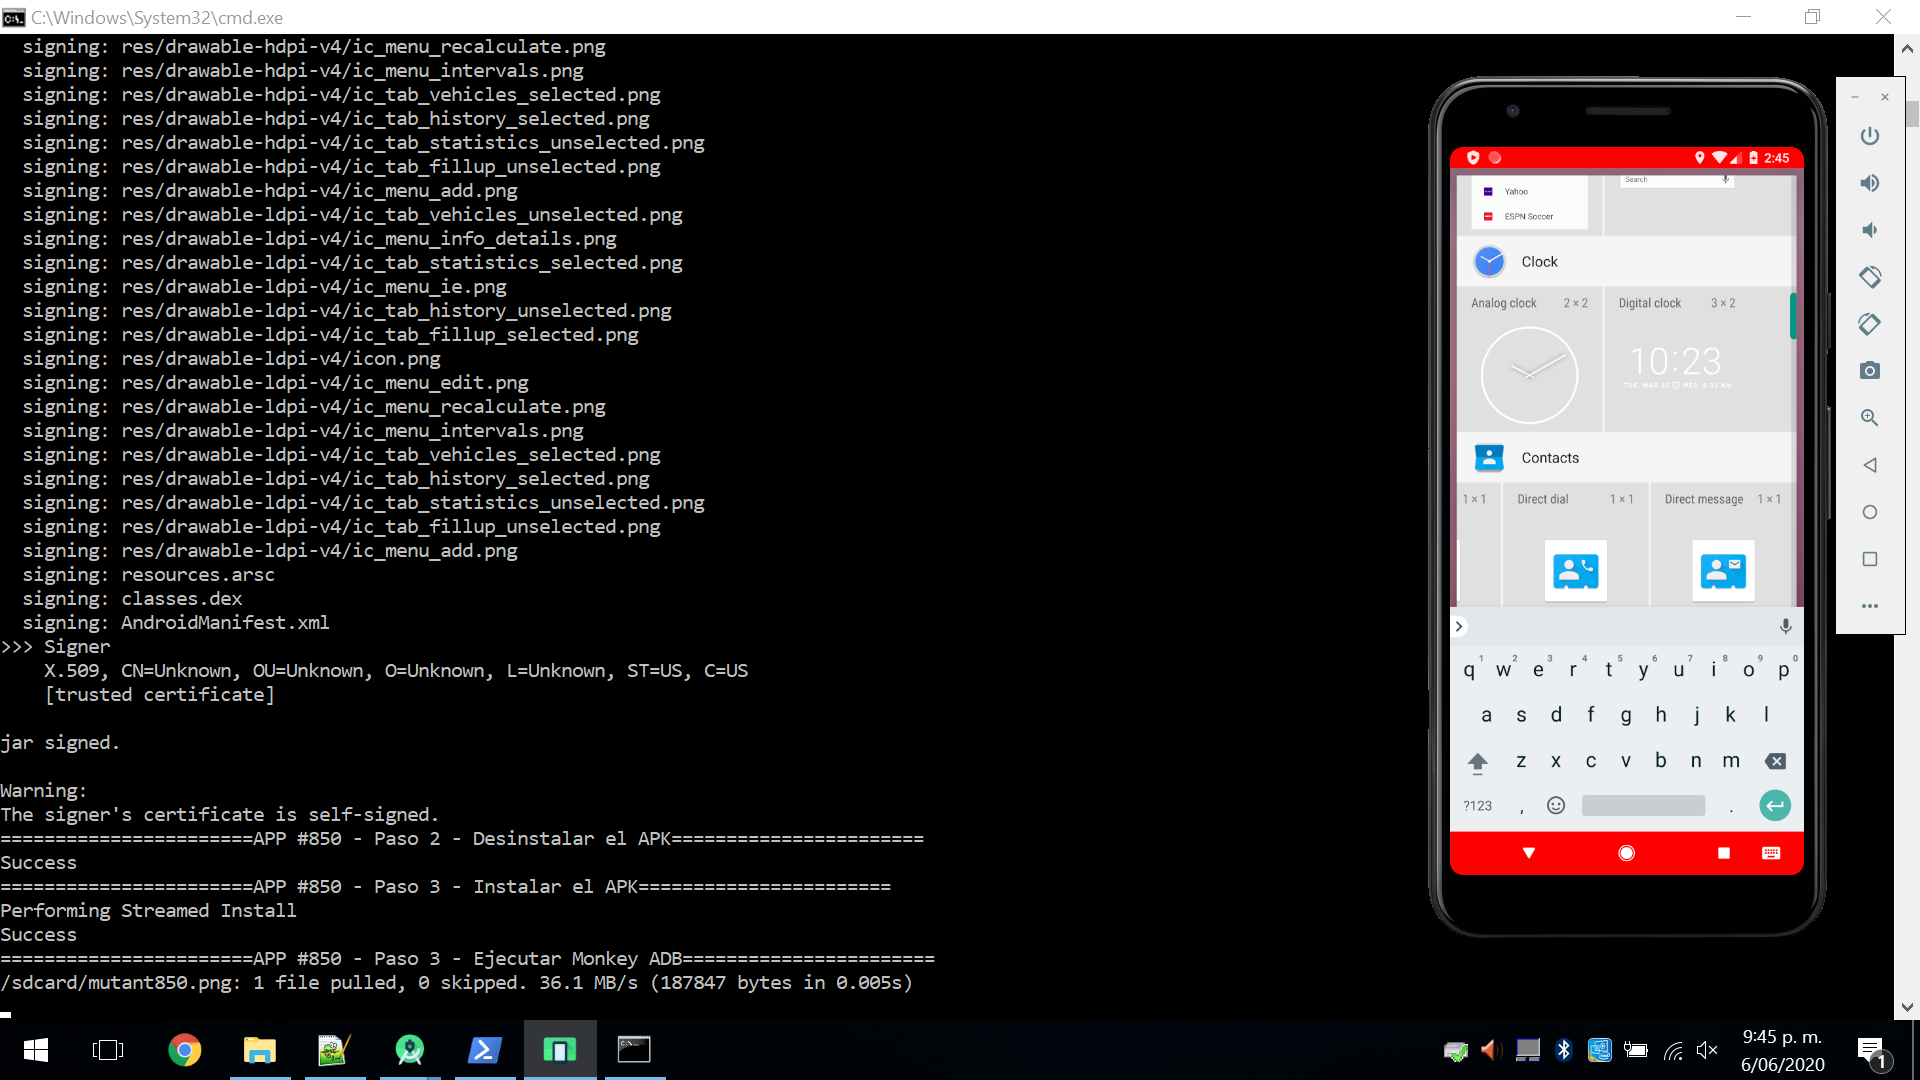 C:\Windows\System32\cmd.exe
signing: res/drawable-hdpi-v4/ic_menu_recalculate.png
signing: res/drawable-hdpi-v4/ic_menu_intervals.png
signing: res/drawable-hdpi-v4/ic_tab_vehicles_selected.png
signing: res/drawable-hdpi-v4/ic_tab_history_selected.png
signing: res/drawable-hdpi-v4/ic_tab_statistics_unselected.png
signing: res/drawable-hdpi-v4/ic_tab_fillup_unselected.png
signing: res/drawable-hdpi-v4/ic_menu_add.png
signing: res/drawable-ldpi-v4/ic_tab_vehicles_unselected.png
signing: res/drawable-ldpi-v4/ic_menu_info_details.png
signing: res/drawable-ldpi-v4/ic_tab_statistics_selected.png
signing: res/drawable-ldpi-v4/ic_menu_ie.png
signing: res/drawable-ldpi-v4/ic_tab_history_unselected.png
signing: res/drawable-ldpi-v4/ic_tab_fillup_selected.png
signing: res/drawable-ldpi-v4/icon.png
signing: res/drawable-ldpi-v4/ic_menu_edit.png
signing: res/drawable-ldpi-v4/ic_menu_recalculate.png
signing: res/drawable-ldpi-v4/ic_menu_intervals.png
signing: res/drawable-ldpi-v4/ic_tab_vehicles_selected.png
signing: res/drawable-ldpi-v4/ic_tab_history_selected.png
signing: res/drawable-ldpi-v4/ic_tab_statistics_unselected.png
signing: res/drawable-ldpi-v4/ic_tab_fillup_unselected.png
signing: res/drawable-ldpi-v4/ic_menu_add.png
signing: resources.arsc
signing: classes.dex
signing: AndroidManifest.xml
>>> Signer
X.509, CN=Unknown, OU=Unknown, O=Unknown, L=Unknown, ST=US, C=US
[trusted certificate]
jar signed.
Warning:
The signer's certificate is self-signed.
=======================APP #850 - Paso 2 - Desinstalar el APK=======================
Success
=======================APP #850 - Paso 3 - Instalar el APK=======================
Performing Streamed Install
Success
=======================APP #850 - Paso 3 - Ejecutar Monkey ADB=======================
/sdcard/mutant850.png: 1 file pulled, 0 skipped. 36.1 MB/s (187847 bytes in 0.005s)
2:45
Search
Yahoo
ESPN Soccer
Clock
Analog clock 2 × 2 Digital clock 3 × 2
10:23
TUE, MAR 22 WED, 8:30 AM
Contacts
1 × 1 Direct dial 1 × 1 Direct message 1 × 1
1 2 3 4 5 6 7 8 9 0
q w e r t y u i o p
a s d f g h j k l
z x c v b n m
?123 , .
9:45 p. m.
6/06/2020
1